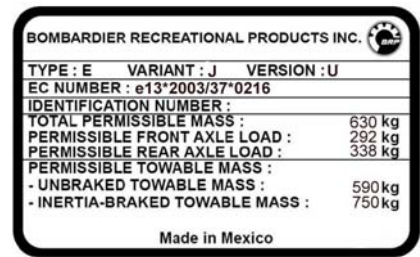 BOMBARDIER RECREATIONAL PRODUCTS INC. BRP
TYPE : E VARIANT : J VERSION : U
EC NUMBER : e13*2003/37*0216
IDENTIFICATION NUMBER :
TOTAL PERMISSIBLE MASS : 630 kg
PERMISSIBLE FRONT AXLE LOAD : 292 kg
PERMISSIBLE REAR AXLE LOAD : 338 kg
PERMISSIBLE TOWABLE MASS :
- UNBRAKED TOWABLE MASS : 590 kg
- INERTIA-BRAKED TOWABLE MASS : 750 kg
Made in Mexico